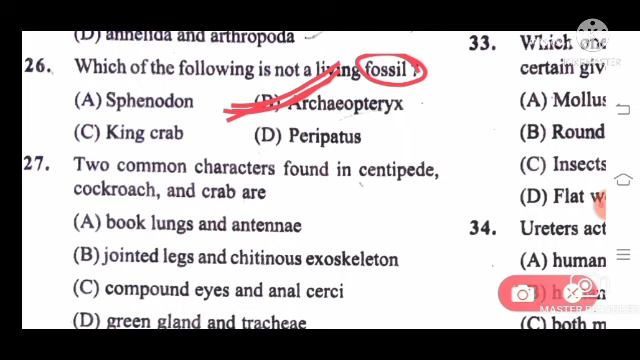 (D) annelida and arthropoda
26. Which of the following is not a living fossil ?
(A) Sphenodon (B) Archaeopteryx
(C) King crab (D) Peripatus
27. Two common characters found in centipede,
cockroach, and crab are
(A) book lungs and antennae
(B) jointed legs and chitinous exoskeleton
(C) compound eyes and anal cerci
(D) green gland and tracheae
33. Which one
certain giv
(A) Mollus
(B) Round
(C) Insects
(D) Flat w
34. Ureters act
(A) human
(C) both m